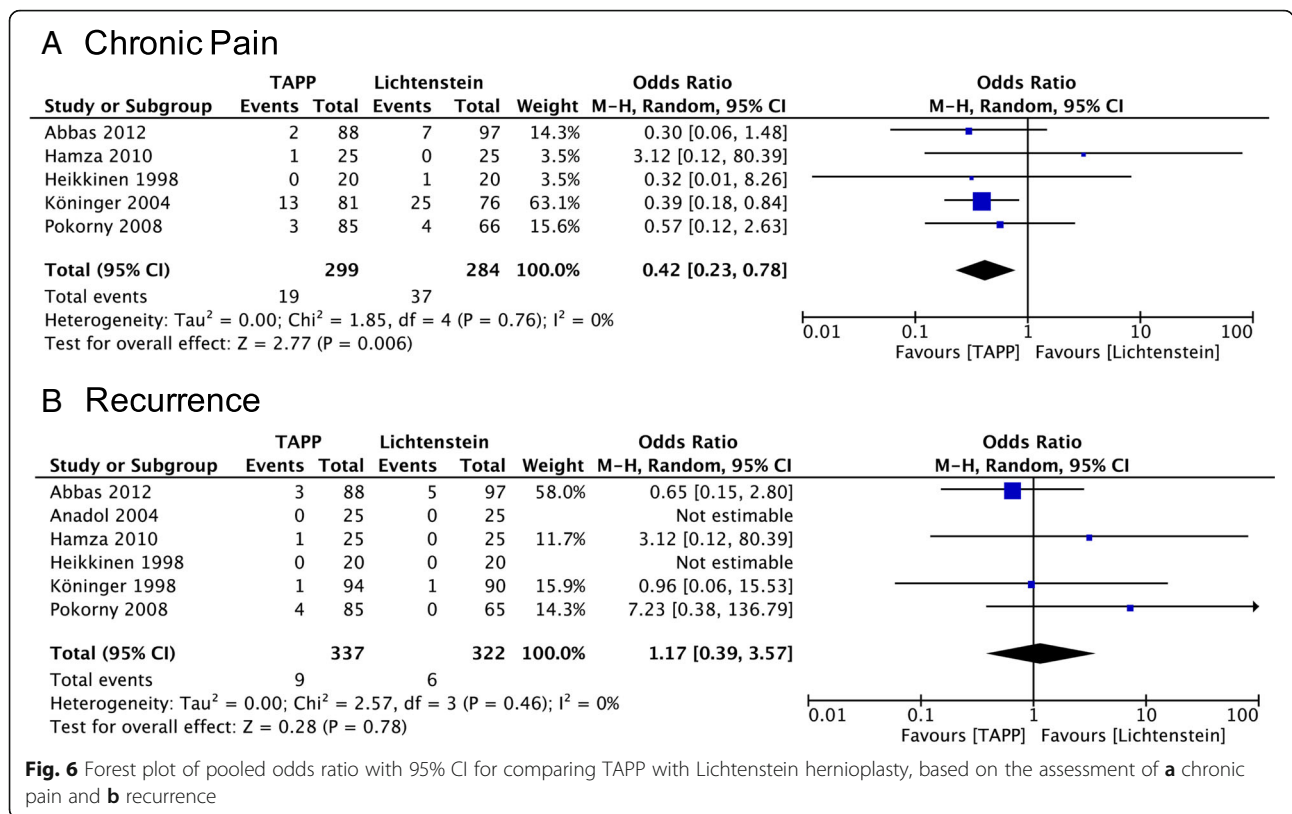 A Chronic Pain
TAPP Lichtenstein Odds Ratio Odds Ratio
Study or Subgroup Events Total Events Total Weight M-H, Random, 95% CI M-H, Random, 95% CI
Abbas 2012 2 88 7 97 14.3% 0.30 [0.06, 1.48]
Hamza 2010 1 25 0 25 3.5% 3.12 [0.12, 80.39]
Heikkinen 1998 0 20 1 20 3.5% 0.32 [0.01, 8.26]
Köninger 2004 13 81 25 76 63.1% 0.39 [0.18, 0.84]
Pokorny 2008 3 85 4 66 15.6% 0.57 [0.12, 2.63]
Total (95% CI) 299 284 100.0% 0.42 [0.23, 0.78]
Total events 19 37
Heterogeneity: Tau² = 0.00; Chi² = 1.85, df = 4 (P = 0.76); I² = 0%
Test for overall effect: Z = 2.77 (P = 0.006)
0.01 0.1 1 10 100
Favours [TAPP] Favours [Lichtenstein]
B Recurrence
TAPP Lichtenstein Odds Ratio Odds Ratio
Study or Subgroup Events Total Events Total Weight M-H, Random, 95% CI M-H, Random, 95% CI
Abbas 2012 3 88 5 97 58.0% 0.65 [0.15, 2.80]
Anadol 2004 0 25 0 25 Not estimable
Hamza 2010 1 25 0 25 11.7% 3.12 [0.12, 80.39]
Heikkinen 1998 0 20 0 20 Not estimable
Köninger 1998 1 94 1 90 15.9% 0.96 [0.06, 15.53]
Pokorny 2008 4 85 0 65 14.3% 7.23 [0.38, 136.79]
Total (95% CI) 337 322 100.0% 1.17 [0.39, 3.57]
Total events 9 6
Heterogeneity: Tau² = 0.00; Chi² = 2.57, df = 3 (P = 0.46); I² = 0%
Test for overall effect: Z = 0.28 (P = 0.78)
0.01 0.1 1 10 100
Favours [TAPP] Favours [Lichtenstein]
Fig. 6 Forest plot of pooled odds ratio with 95% CI for comparing TAPP with Lichtenstein hernioplasty, based on the assessment of a chronic
pain and b recurrence